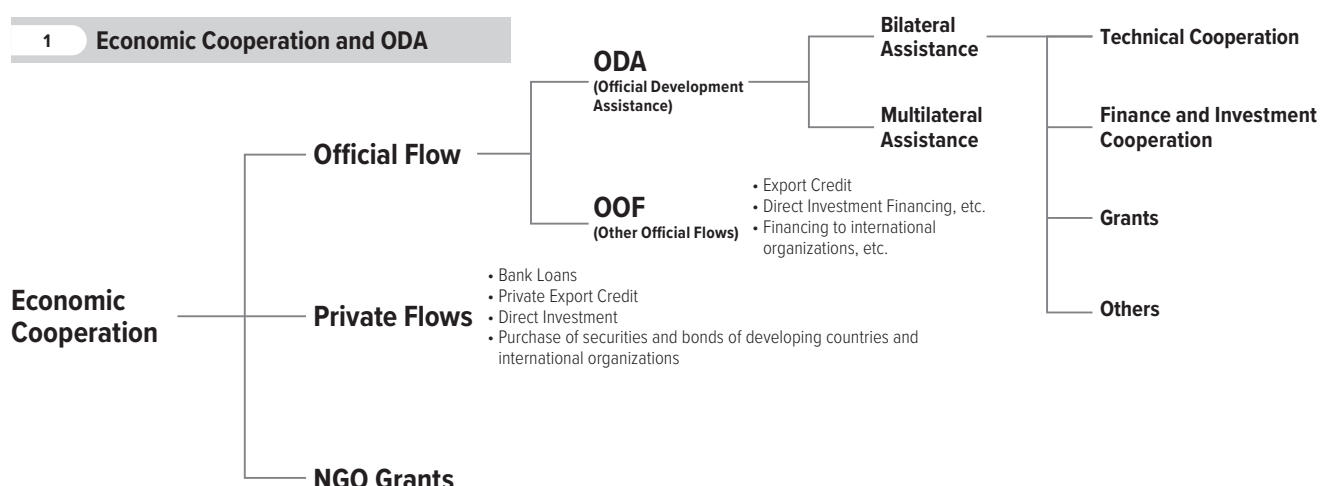 1 Economic Cooperation and ODA
Bilateral
Assistance
Technical Cooperation
ODA
(Official Development
Assistance)
Multilateral
Assistance
Finance and Investment
Cooperation
Official Flow
OOF
(Other Official Flows)
• Export Credit
• Direct Investment Financing, etc.
• Financing to international
organizations, etc.
Grants
Economic
Cooperation
Private Flows
• Bank Loans
• Private Export Credit
• Direct Investment
• Purchase of securities and bonds of developing countries and
international organizations
Others
NGO Grants